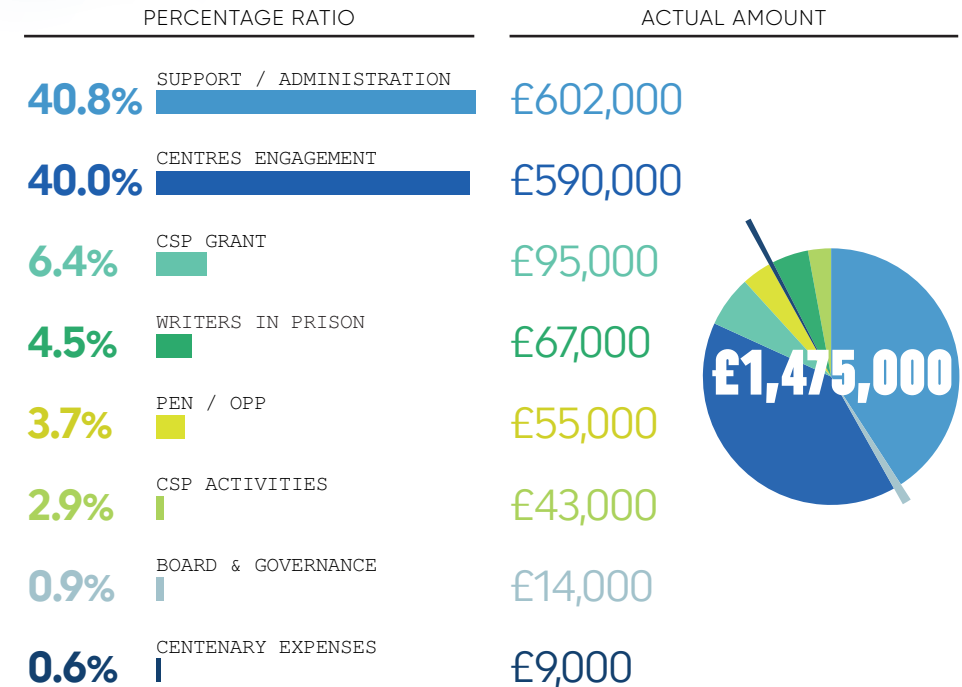 PERCENTAGE RATIO
ACTUAL AMOUNT
SUPPORT / ADMINISTRATION
40.8%
£602,000
CENTRES ENGAGEMENT
40.0%
£590,000
CSP GRANT
6.4%
£95,000
WRITERS IN PRISON
4.5%
£67,000
PEN / OPP
3.7%
£55,000
CSP ACTIVITIES
2.9%
£43,000
BOARD & GOVERNANCE
0.9%
£14,000
CENTENARY EXPENSES
0.6%
£9,000
£1,475,000